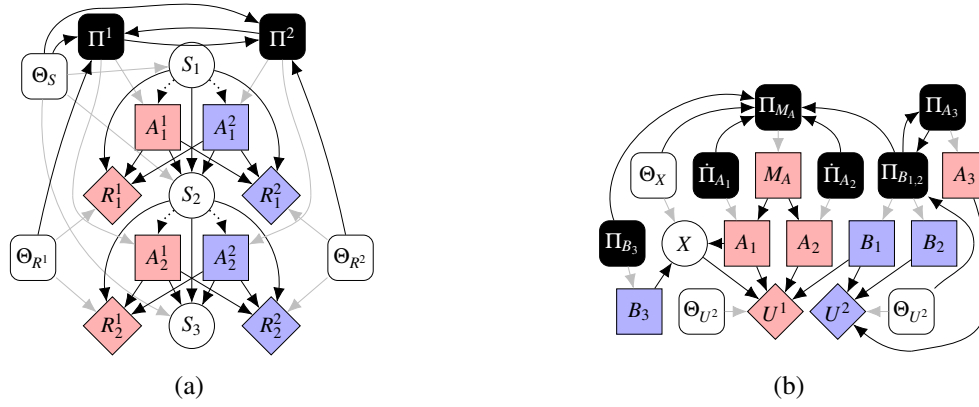 Π¹ Π²
Θ_S S₁
A₁¹ A₁²
R₁¹ S₂ R₁²
Θ_{R¹} A₂¹ A₂² Θ_{R²}
R₂¹ S₃ R₂²
(a)
Π_{M_A} Π_{A₃}
Θ_X Π̇_{A₁} M_A Π̇_{A₂} Π_{B₁,₂} A₃
Π_{B₃} X A₁ A₂ B₁ B₂
B₃ Θ_{U²} U¹ U² Θ_{U²}
(b)